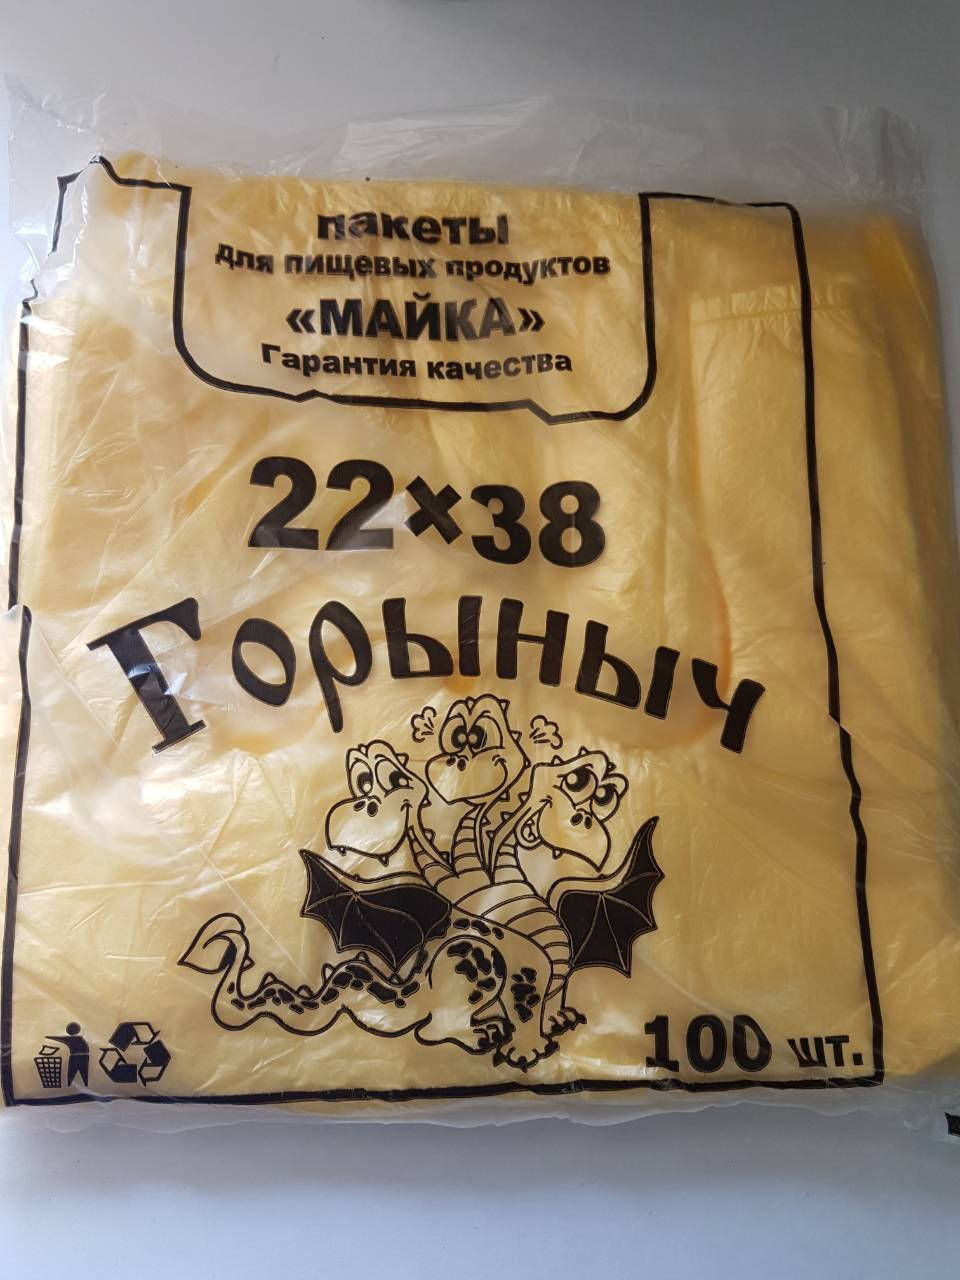 пакеты
для пищевых продуктов
«МАЙКА»
Гарантия качества
22×38
Горыныч
100 шт.